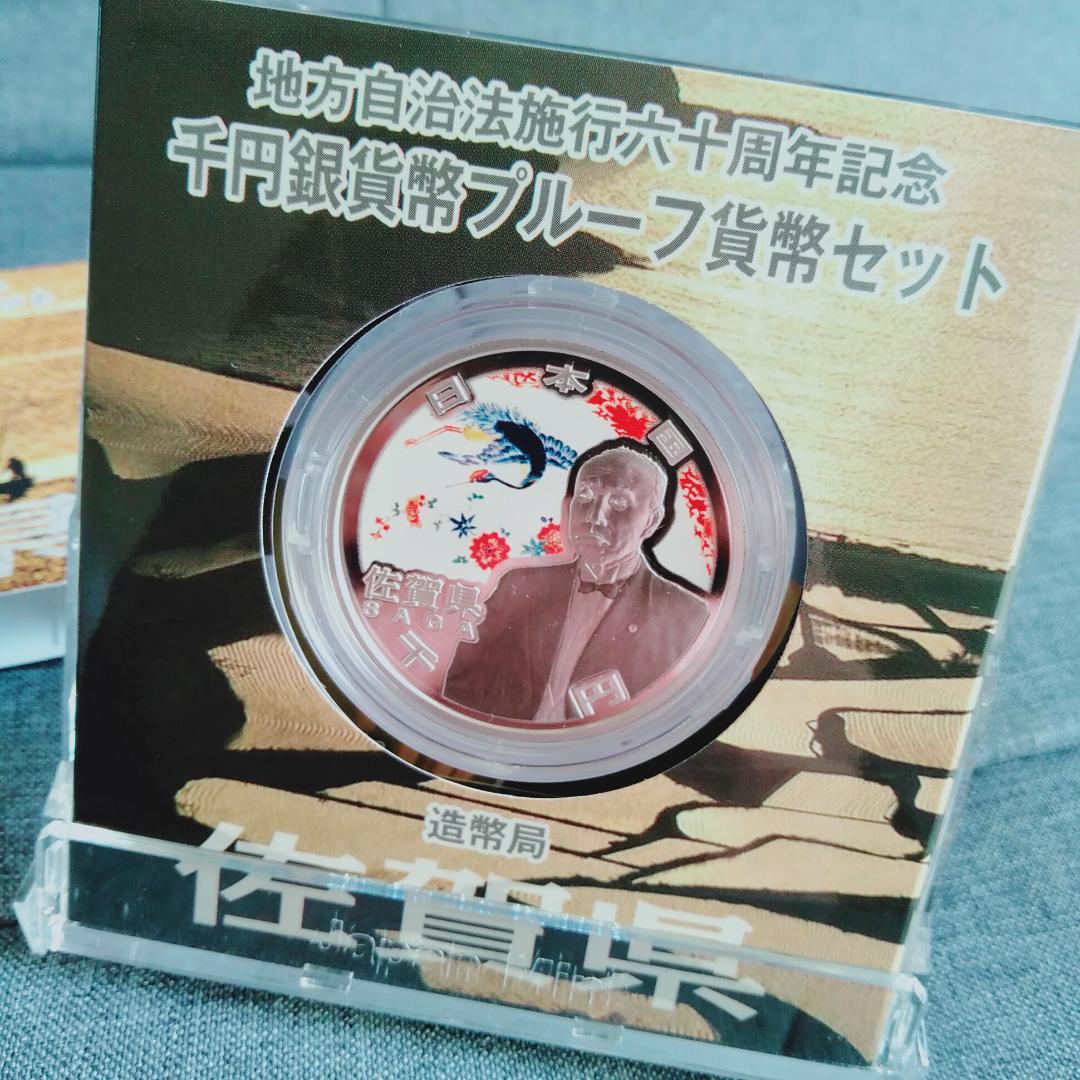 地方自治法施行六十周年記念
千円銀貨幣プルーフ貨幣セット
日本国
佐賀県
SAGA
千円
造幣局
佐賀県
Japan Mint